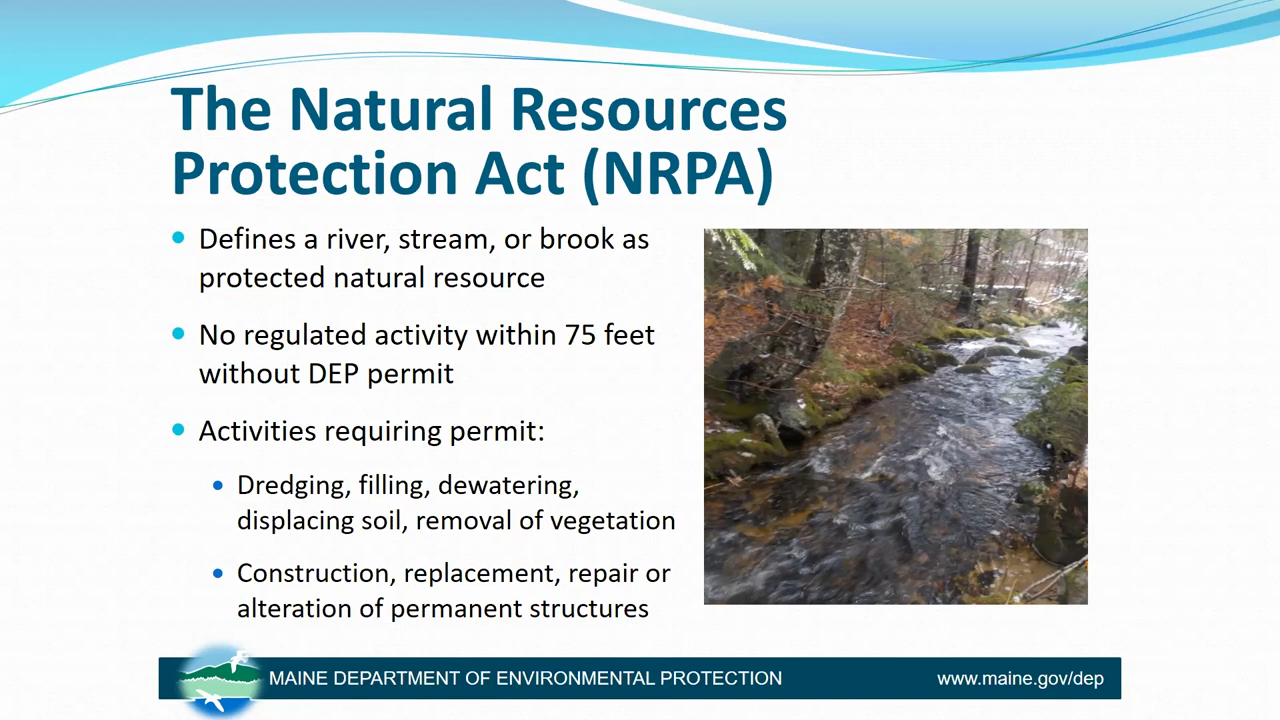 The Natural Resources
Protection Act (NRPA)
Defines a river, stream, or brook as
protected natural resource
No regulated activity within 75 feet
without DEP permit
Activities requiring permit:
Dredging, filling, dewatering,
displacing soil, removal of vegetation
Construction, replacement, repair or
alteration of permanent structures
MAINE DEPARTMENT OF ENVIRONMENTAL PROTECTION
www.maine.gov/dep